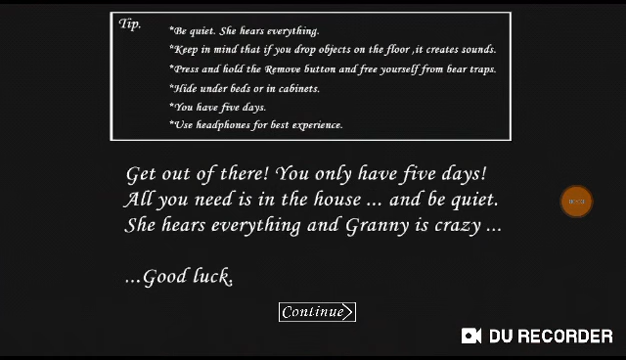 Tip.
*Be quiet. She hears everything.
*Keep in mind that if you drop objects on the floor ,it creates sounds.
*Press and hold the Remove button and free yourself from bear traps.
*Hide under beds or in cabinets.
*You have five days.
*Use headphones for best experience.
Get out of there! You only have five days!
All you need is in the house ... and be quiet.
She hears everything and Granny is crazy ...
...Good luck.
Continue
DU RECORDER